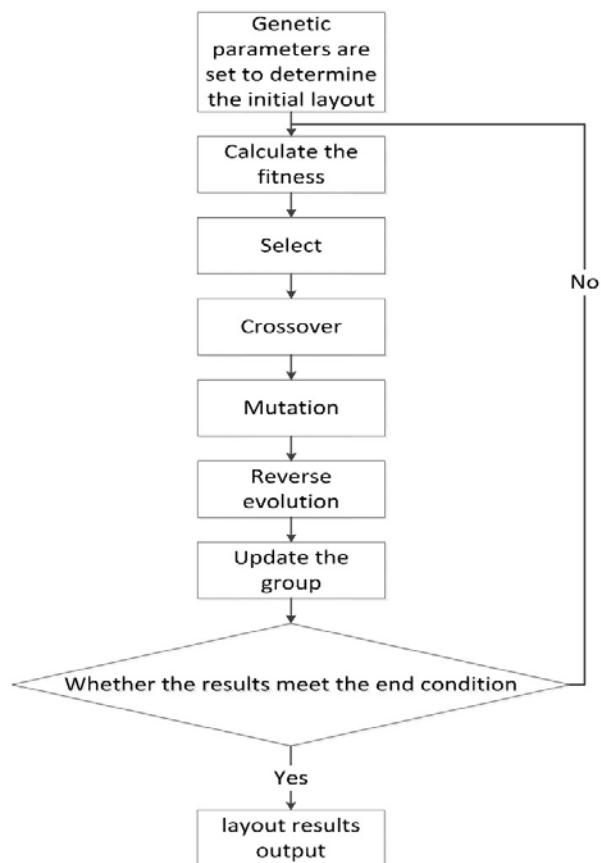 Genetic
parameters are
set to determine
the initial layout
Calculate the
fitness
Select
No
Crossover
Mutation
Reverse
evolution
Update the
group
Whether the results meet the end condition
Yes
layout results
output